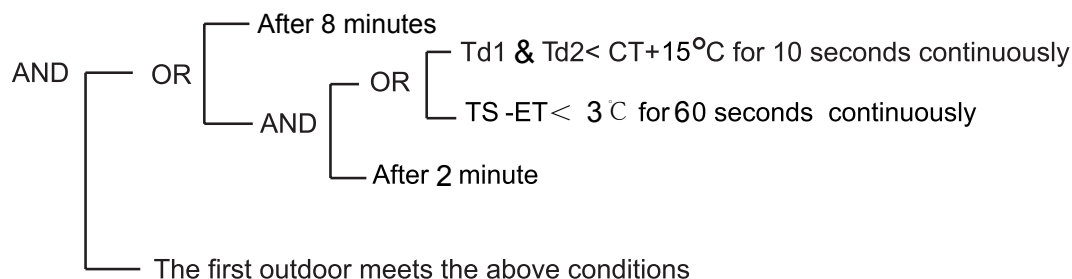 After 8 minutes
Td1 & Td2< CT+15°C for 10 seconds continuously
AND OR
OR
TS -ET< 3℃ for 60 seconds continuously
AND
After 2 minute
The first outdoor meets the above conditions